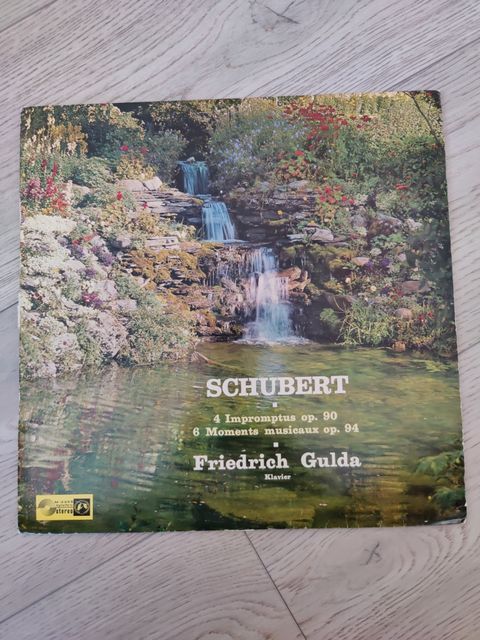 SCHUBERT
4 Impromptus op. 90
6 Moments musicaux op. 94
Friedrich Gulda
Klavier
stereo